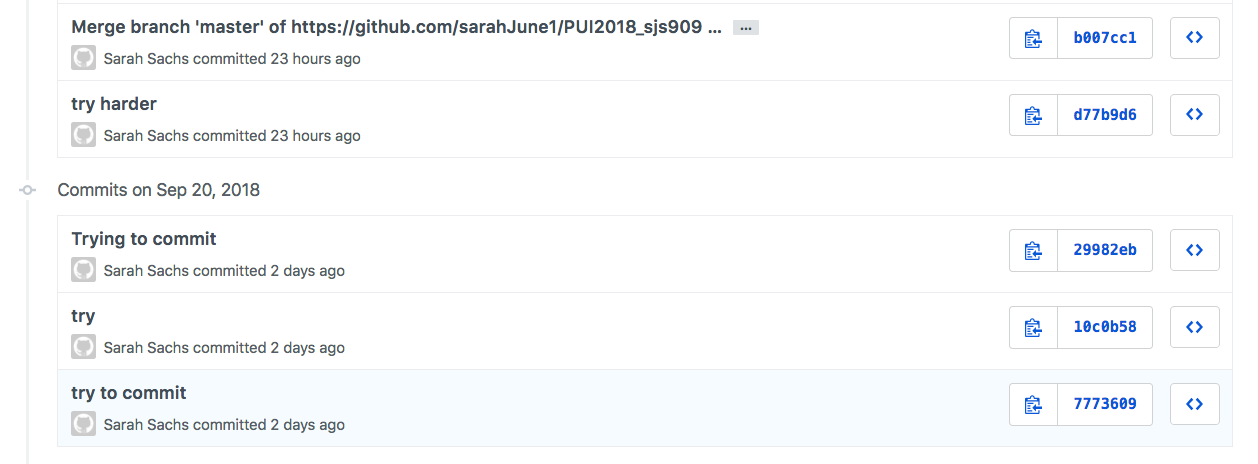 Merge branch 'master' of https://github.com/sarahJune1/PUI2018_sjs909 ... ...
b007cc1
Sarah Sachs committed 23 hours ago
try harder
d77b9d6
Sarah Sachs committed 23 hours ago
Commits on Sep 20, 2018
Trying to commit
29982eb
Sarah Sachs committed 2 days ago
try
10c0b58
Sarah Sachs committed 2 days ago
try to commit
7773609
Sarah Sachs committed 2 days ago